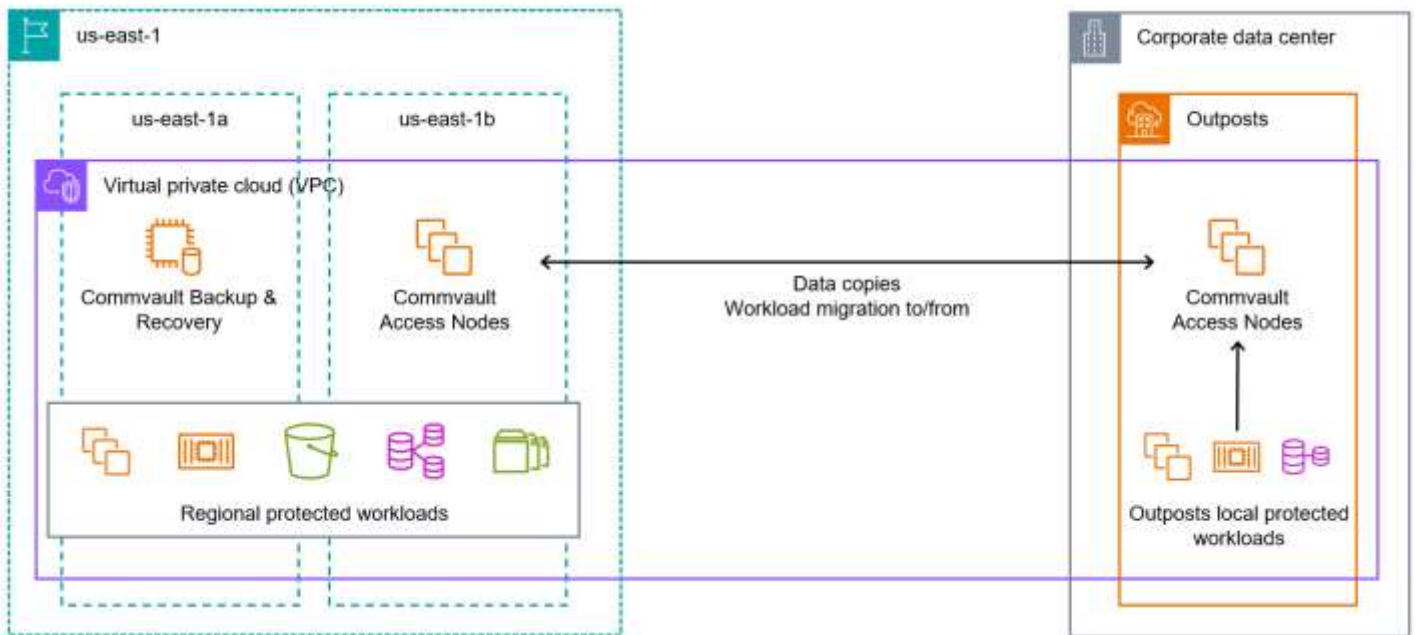 us-east-1
Corporate data center
us-east-1a
us-east-1b
Outposts
Virtual private cloud (VPC)
Commvault Backup &
Recovery
Commvault
Access Nodes
Data copies
Workload migration to/from
Commvault
Access Nodes
Regional protected workloads
Outposts local protected
workloads